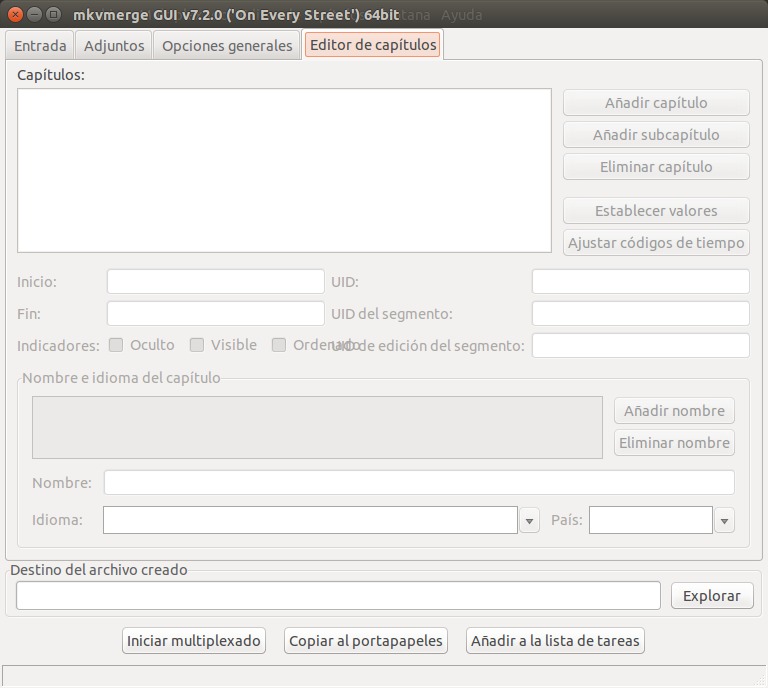 mkvmerge GUI v7.2.0 ('On Every Street') 64bit Ayuda
Entrada Adjuntos Opciones generales Editor de capítulos
Capítulos:
Añadir capítulo
Añadir subcapítulo
Eliminar capítulo
Establecer valores
Ajustar códigos de tiempo
Inicio: UID:
Fin: UID del segmento:
Indicadores: Oculto Visible Ordenado UID de edición del segmento:
Nombre e idioma del capítulo
Añadir nombre
Eliminar nombre
Nombre:
Idioma: País:
Destino del archivo creado
Explorar
Iniciar multiplexado Copiar al portapapeles Añadir a la lista de tareas